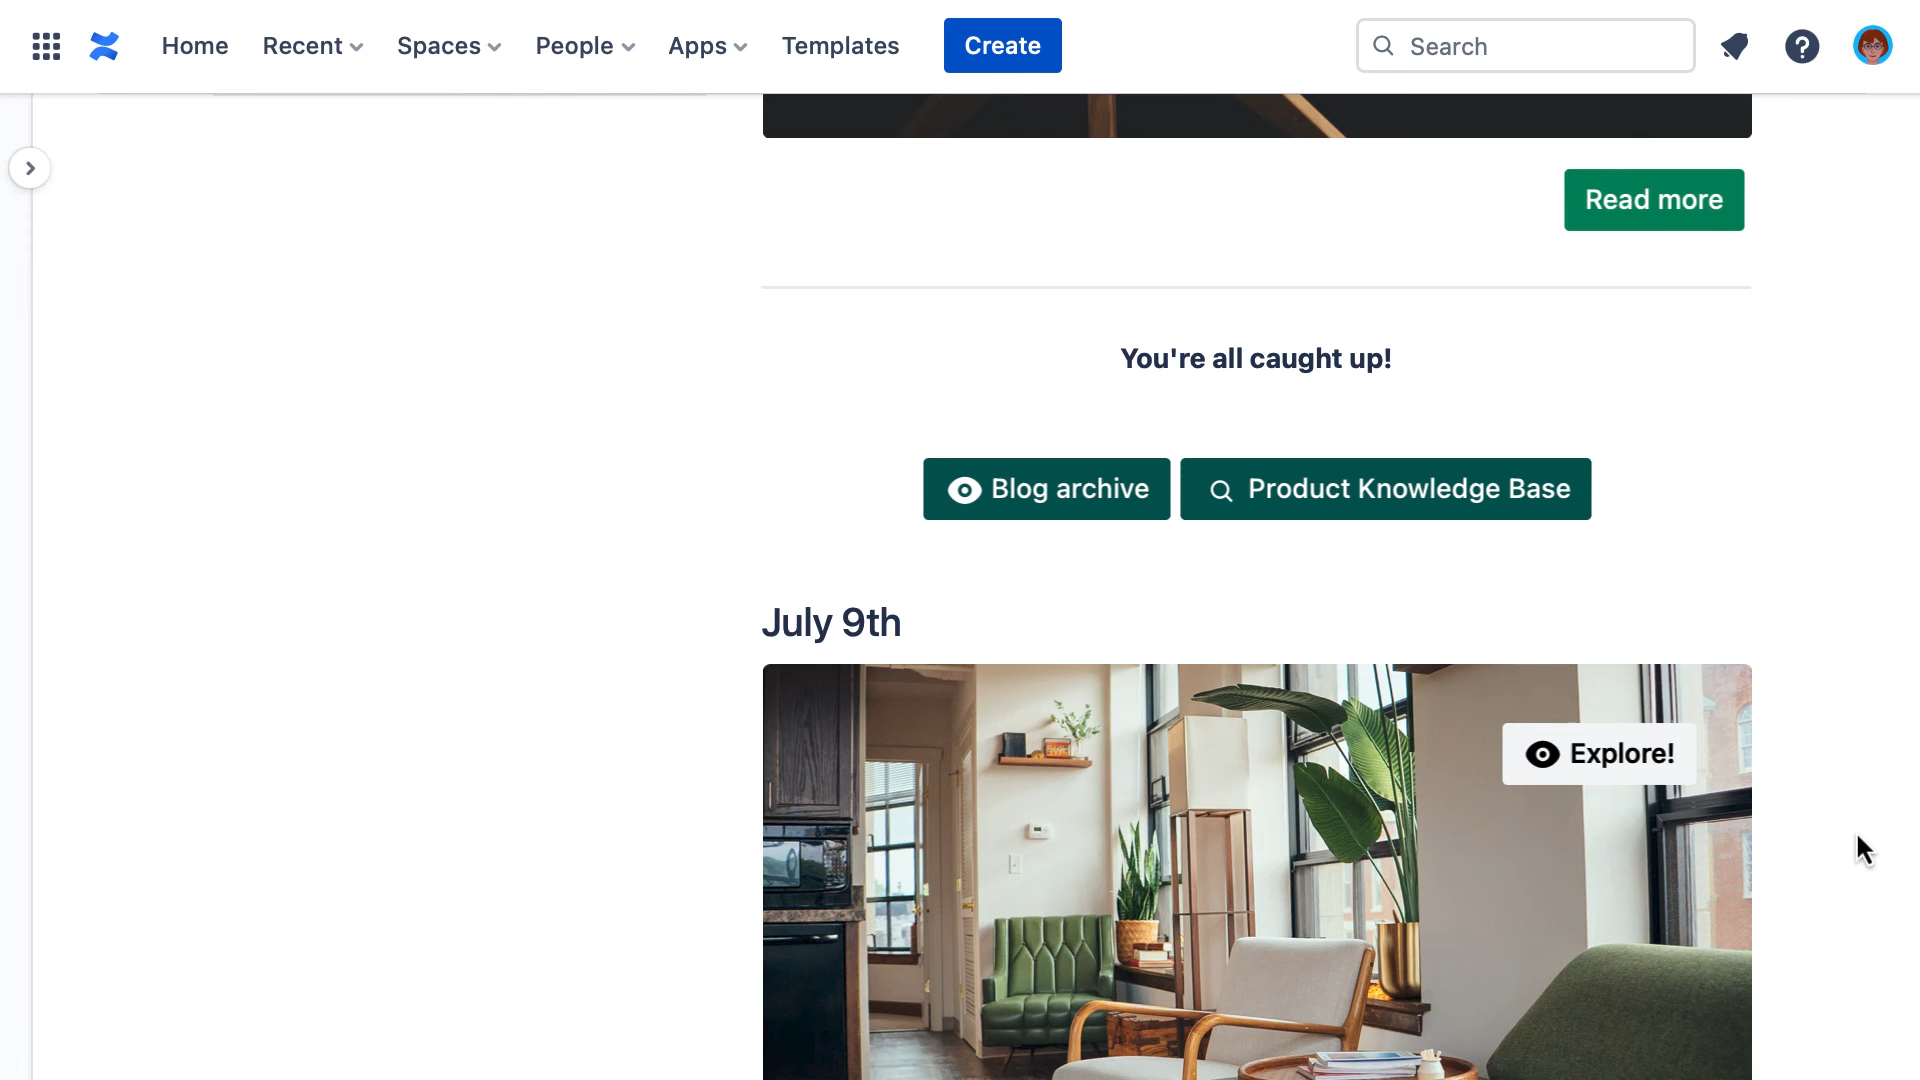 Home Recent Spaces People Apps Templates Create Search
Read more
You're all caught up!
Blog archive Product Knowledge Base
July 9th
Explore!